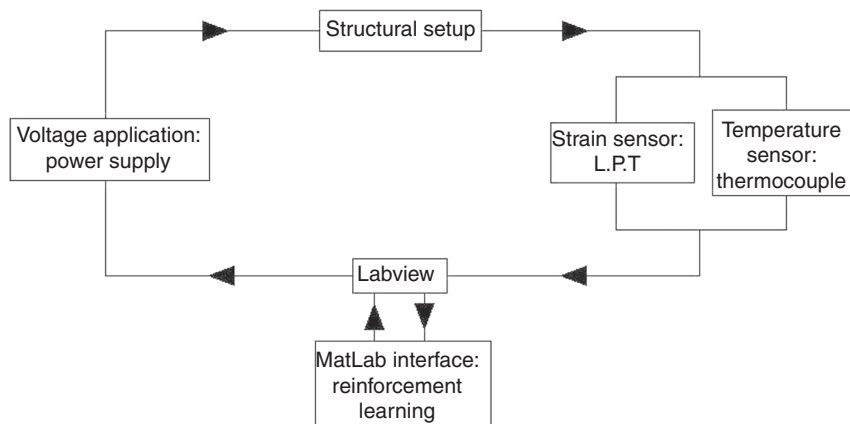 Structural setup
Voltage application:
power supply
Strain sensor:
L.P.T
Temperature
sensor:
thermocouple
Labview
MatLab interface:
reinforcement
learning